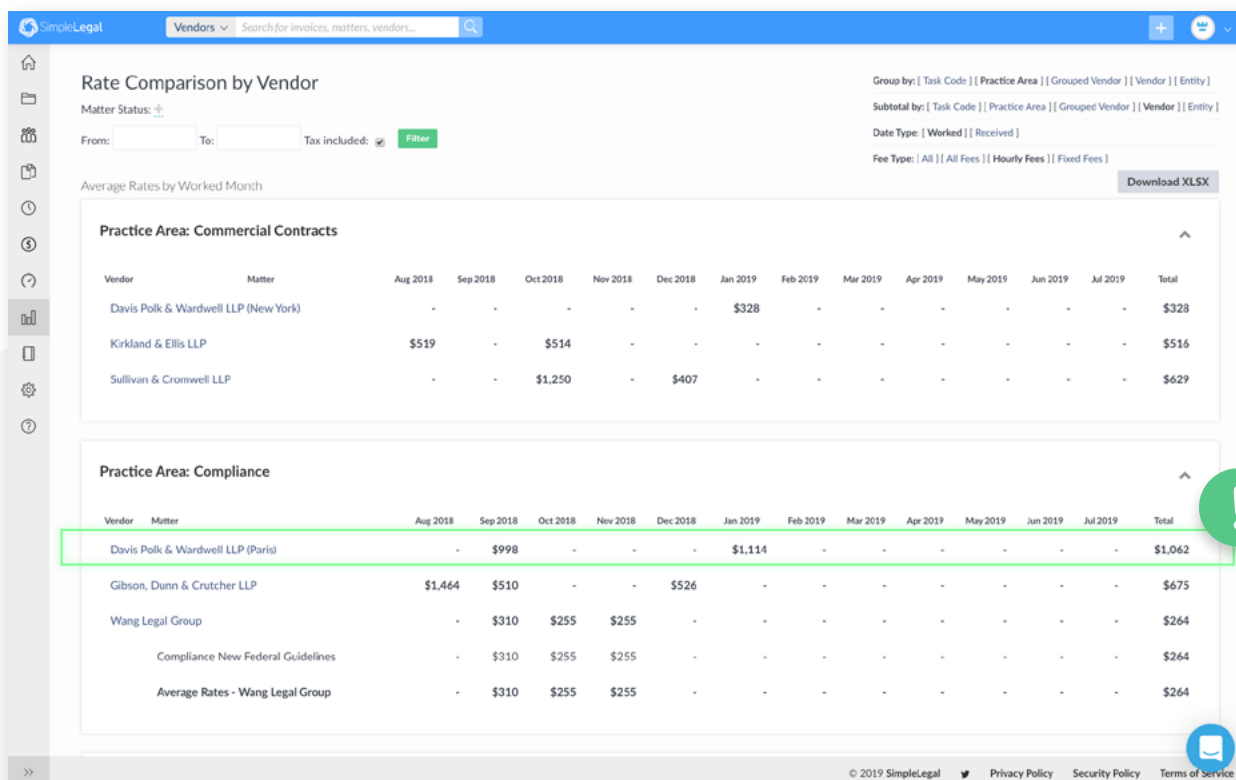 SimpleLegal Vendors Search for invoices, matters, vendors...
Rate Comparison by Vendor
Matter Status: +
From: To: Tax included: Filter
Group by: [ Task Code ] [ Practice Area ] [ Grouped Vendor ] [ Vendor ] [ Entity ]
Subtotal by: [ Task Code ] [ Practice Area ] [ Grouped Vendor ] [ Vendor ] [ Entity ]
Date Type: [ Worked ] [ Received ]
Fee Type: [ All ] [ All Fees ] [ Hourly Fees ] [ Fixed Fees ]
Download XLSX
Average Rates by Worked Month
Practice Area: Commercial Contracts
Vendor Matter Aug 2018 Sep 2018 Oct 2018 Nov 2018 Dec 2018 Jan 2019 Feb 2019 Mar 2019 Apr 2019 May 2019 Jun 2019 Jul 2019 Total
Davis Polk & Wardwell LLP (New York) - - - - - $328 - - - - - - $328
Kirkland & Ellis LLP $519 - $514 - - - - - - - - - $516
Sullivan & Cromwell LLP - - $1,250 - $407 - - - - - - - $629
Practice Area: Compliance
Vendor Matter Aug 2018 Sep 2018 Oct 2018 Nov 2018 Dec 2018 Jan 2019 Feb 2019 Mar 2019 Apr 2019 May 2019 Jun 2019 Jul 2019 Total
Davis Polk & Wardwell LLP (Paris) - $998 - - - $1,114 - - - - - - $1,062
Gibson, Dunn & Crutcher LLP $1,464 $510 - - $526 - - - - - - - $675
Wang Legal Group - $310 $255 $255 - - - - - - - - $264
Compliance New Federal Guidelines - $310 $255 $255 - - - - - - - - $264
Average Rates - Wang Legal Group - $310 $255 $255 - - - - - - - - $264
© 2019 SimpleLegal Privacy Policy Security Policy Terms of Service